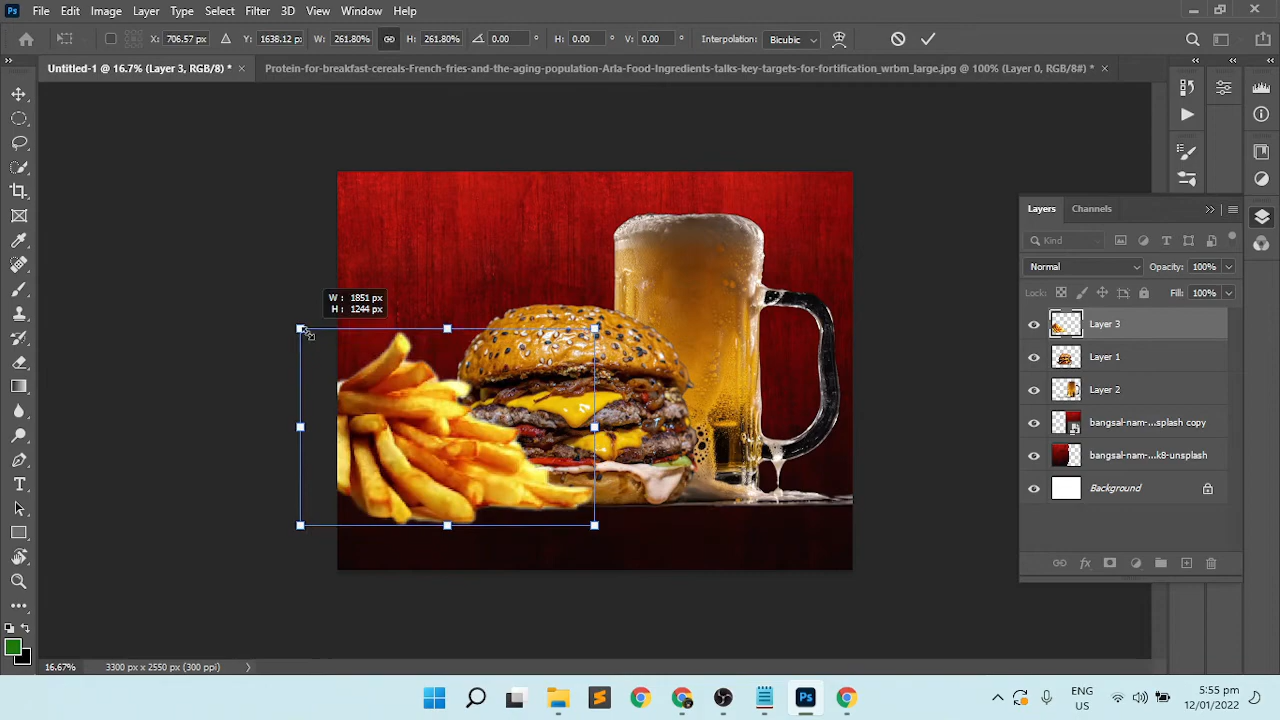 Ps File Edit Image Layer Type Select Filter 3D View Window Help
X: 706.57 px Y: 1638.12 px W: 261.80% H: 261.80% 0.00 ° H: 0.00 ° V: 0.00 ° Interpolation: Bicubic
Untitled-1 @ 16.7% (Layer 3, RGB/8) * × Protein-for-breakfast-cereals-French-fries-and-the-aging-population-Arla-Food-Ingredients-talks-key-targets-for-fortification_wrbm_large.jpg @ 100% (Layer 0, RGB/8#) * ×
Layers Channels
Kind
Normal Opacity: 100%
Lock: Fill: 100%
W : 1851 px
H : 1244 px
Layer 3
Layer 1
Layer 2
bangsal-nam-...splash copy
bangsal-nam-...k8-unsplash
Background
fx
16.67% 3300 px x 2550 px (300 ppi)
Ps
ENG
US
5:55 pm
12/01/2022